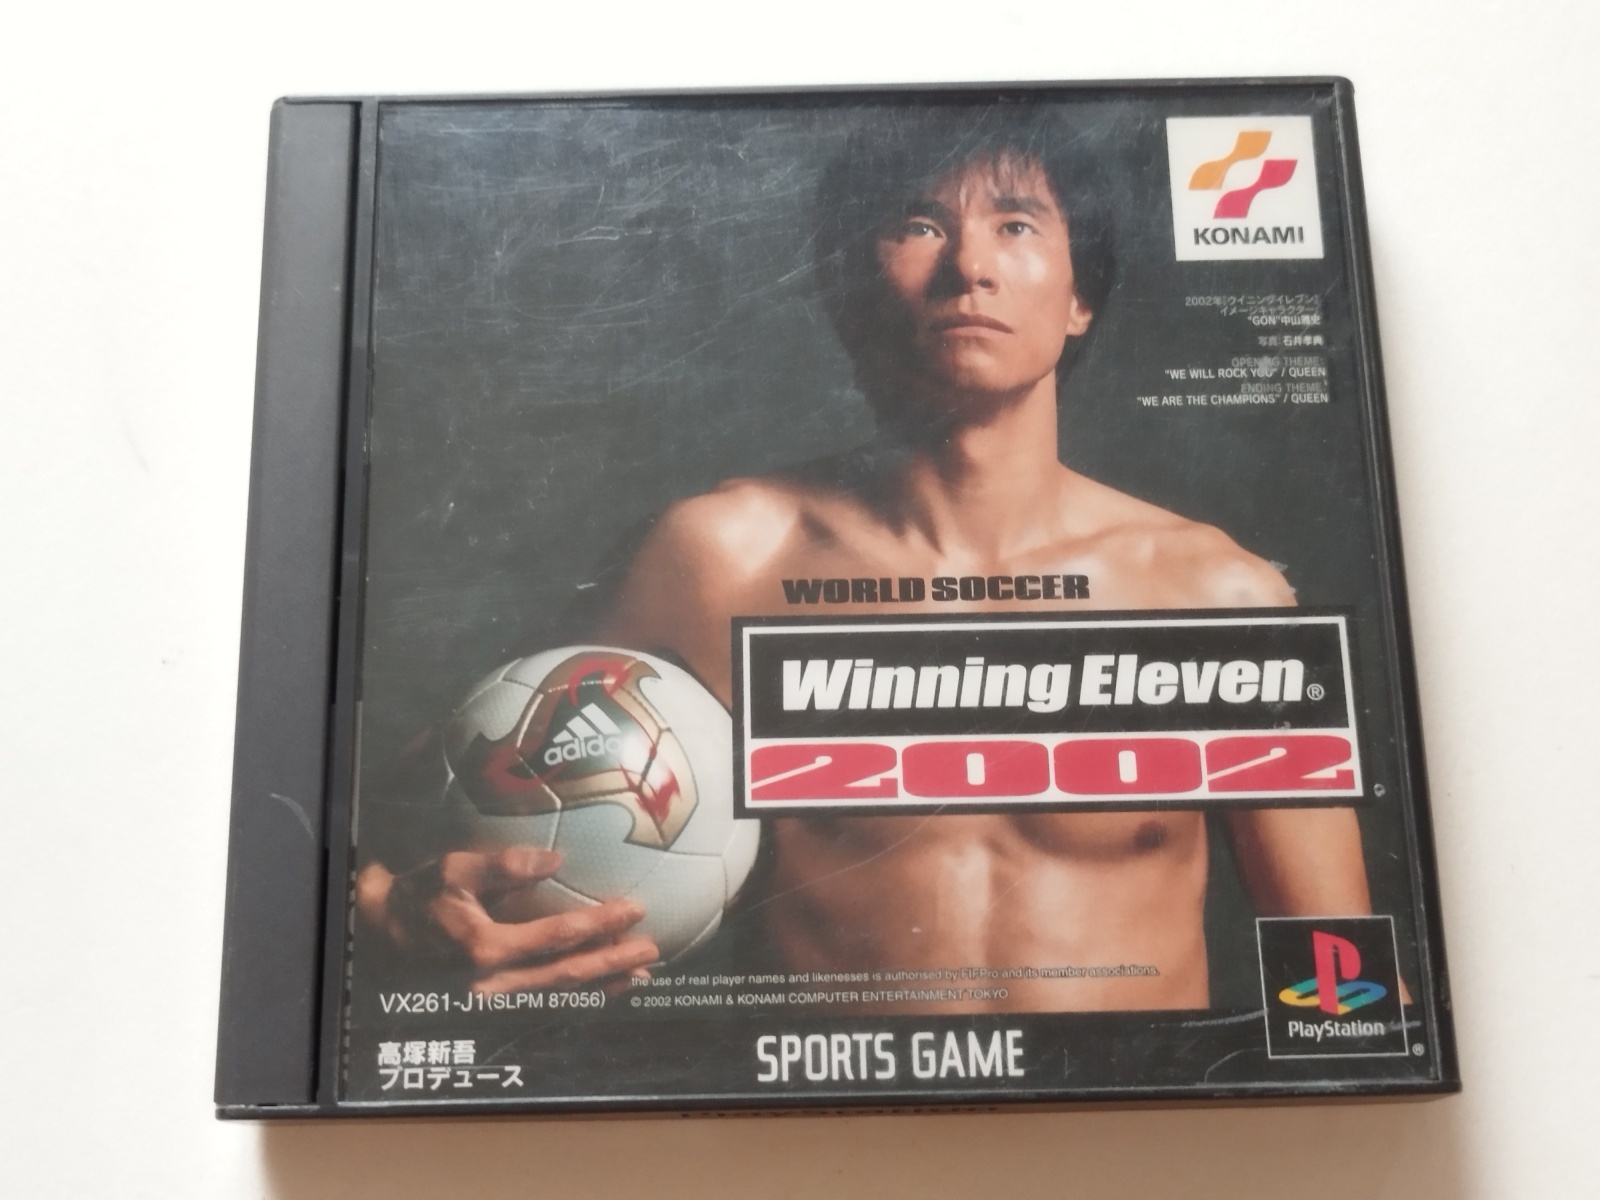 KONAMI
2002年『ウイニングイレブン』
イメージキャラクター:
"GON"中山雅史
写真:石井孝典
OPENING THEME:
"WE WILL ROCK YOU" / QUEEN
ENDING THEME:
"WE ARE THE CHAMPIONS" / QUEEN
WORLD SOCCER
Winning Eleven®
2002
adidas
the use of real player names and likenesses is authorised by FIFPro and its member associations.
VX261-J1(SLPM 87056)
© 2002 KONAMI & KONAMI COMPUTER ENTERTAINMENT TOKYO
PlayStation ®
高塚新吾
プロデュース
SPORTS GAME